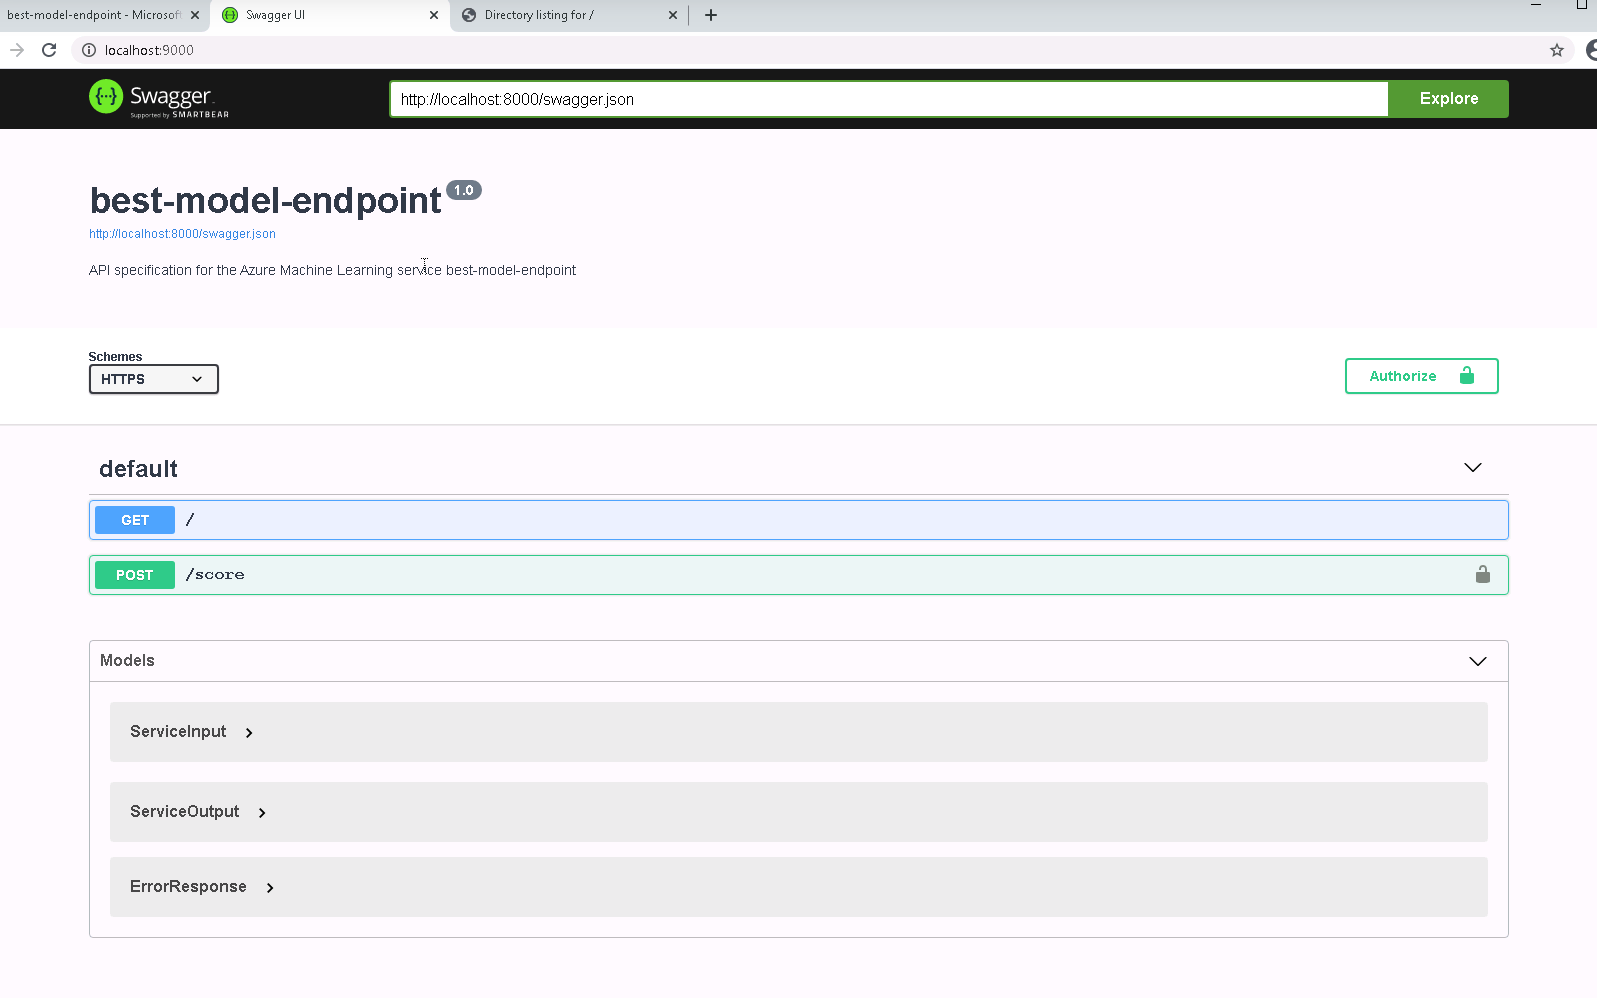 best-model-endpoint - Microsof
Swagger UI
Directory listing for /
localhost:9000
Swagger
Supported by SMARTBEAR
http://localhost:8000/swagger.json
Explore
best-model-endpoint 1.0
http://localhost:8000/swagger.json
API specification for the Azure Machine Learning service best-model-endpoint
Schemes
HTTPS
Authorize
default
GET /
POST /score
Models
ServiceInput
ServiceOutput
ErrorResponse